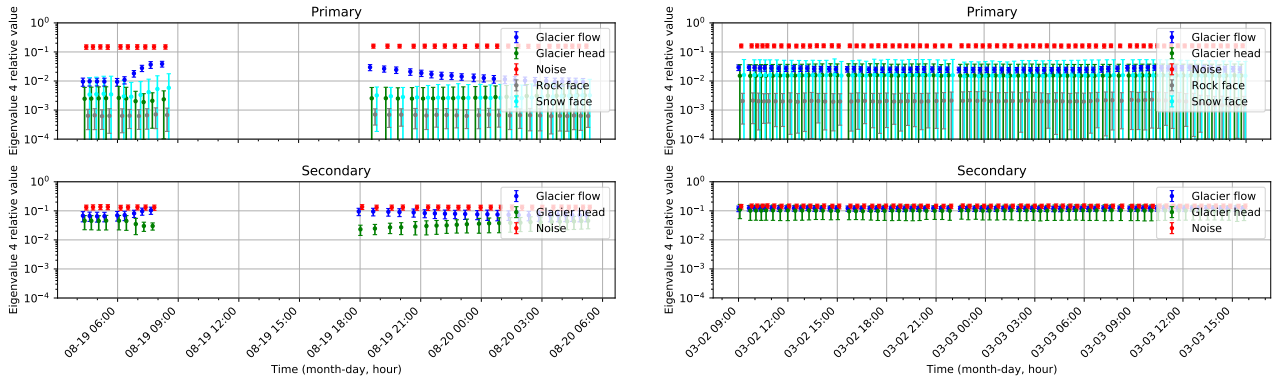 Primary
Eigenvalue 4 relative value
10⁰
10⁻¹
10⁻²
10⁻³
10⁻⁴
Glacier flow
Glacier head
Noise
Rock face
Snow face
Secondary
Eigenvalue 4 relative value
10⁰
10⁻¹
10⁻²
10⁻³
10⁻⁴
Glacier flow
Glacier head
Noise
08-19 06:00
08-19 09:00
08-19 12:00
08-19 15:00
08-19 18:00
08-19 21:00
08-20 00:00
08-20 03:00
08-20 06:00
Time (month-day, hour)
Primary
Eigenvalue 4 relative value
10⁰
10⁻¹
10⁻²
10⁻³
10⁻⁴
Glacier flow
Glacier head
Noise
Rock face
Snow face
Secondary
Eigenvalue 4 relative value
10⁰
10⁻¹
10⁻²
10⁻³
10⁻⁴
Glacier flow
Glacier head
Noise
03-02 09:00
03-02 12:00
03-02 15:00
03-02 18:00
03-02 21:00
03-03 00:00
03-03 03:00
03-03 06:00
03-03 09:00
03-03 12:00
03-03 15:00
Time (month-day, hour)